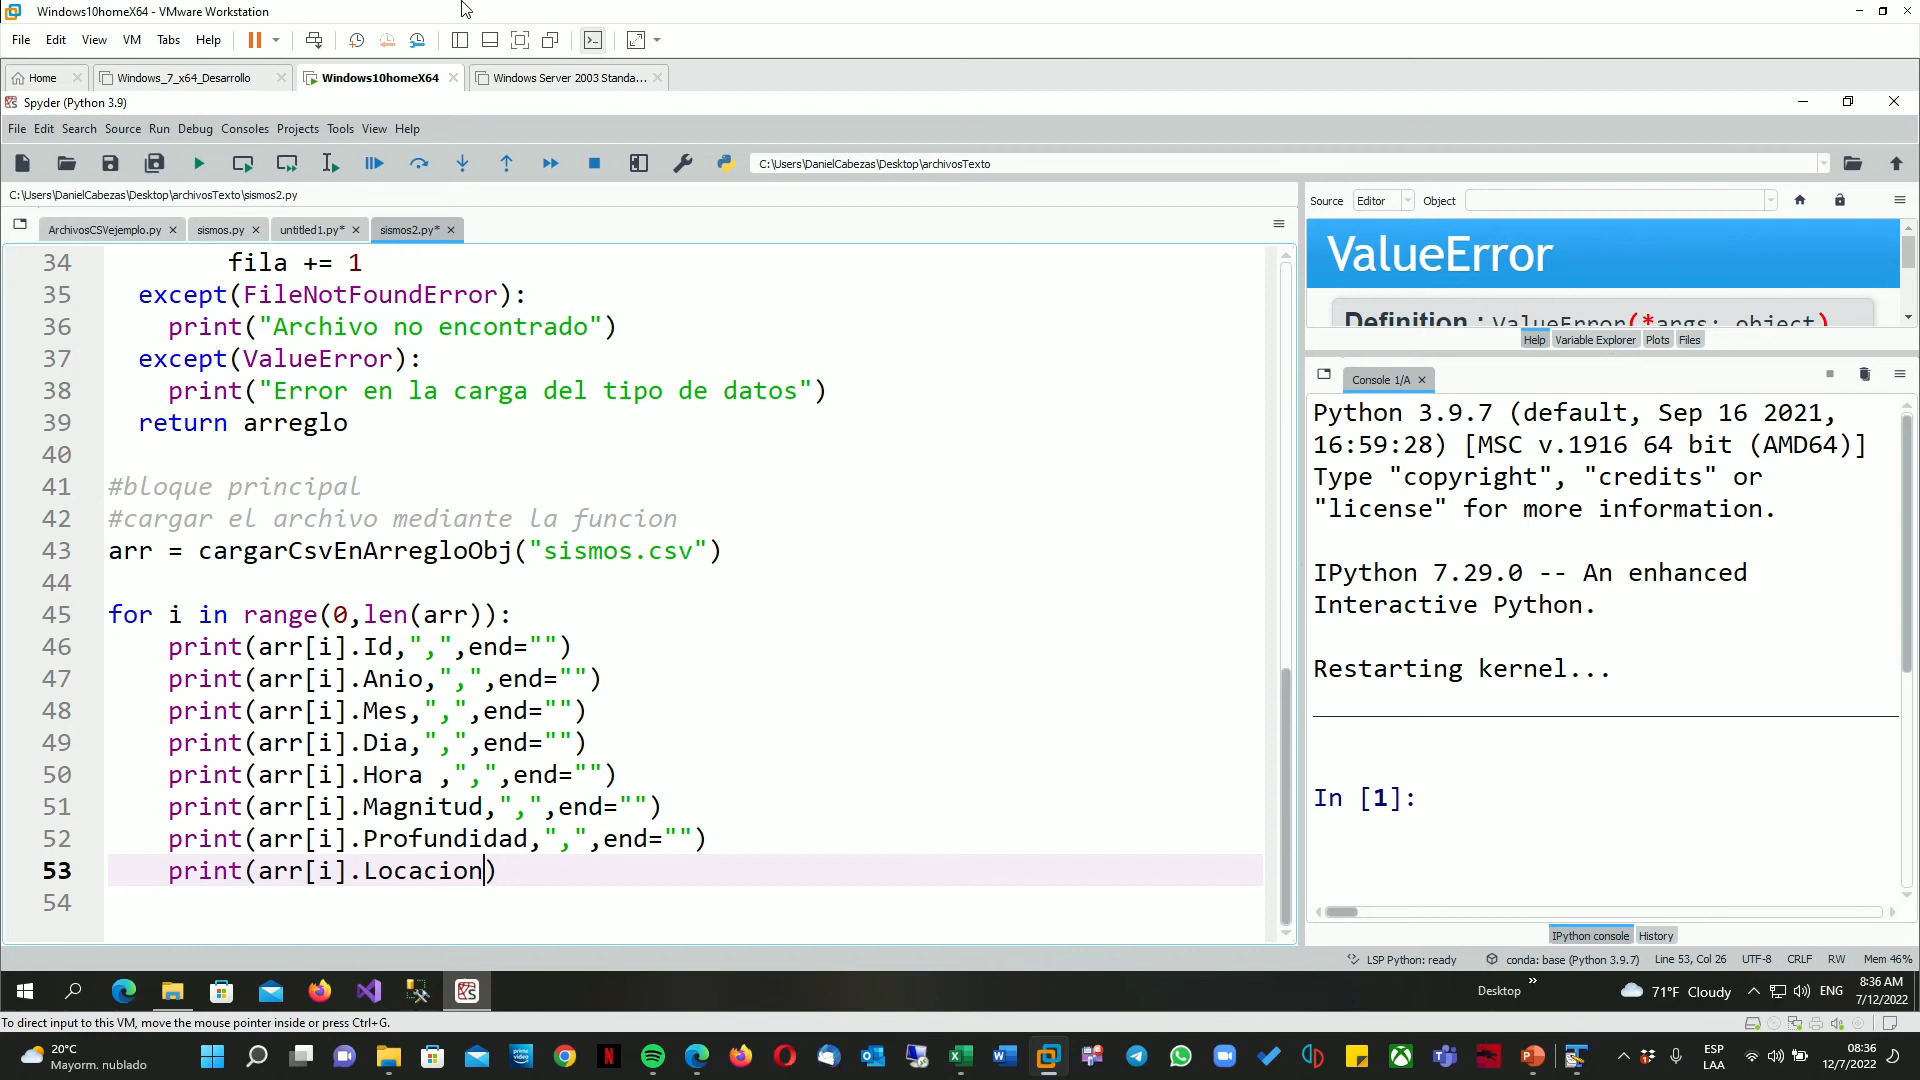 Windows10homeX64 - VMware Workstation
File Edit View VM Tabs Help
Home Windows_7_x64_Desarrollo Windows10homeX64 Windows Server 2003 Standa...
Spyder (Python 3.9)
File Edit Search Source Run Debug Consoles Projects Tools View Help
C:\Users\DanielCabezas\Desktop\archivosTexto
C:\Users\DanielCabezas\Desktop\archivosTexto\sismos2.py
ArchivosCSVejemplo.py sismos.py untitled1.py* sismos2.py*
34 fila += 1
35 except(FileNotFoundError):
36 print("Archivo no encontrado")
37 except(ValueError):
38 print("Error en la carga del tipo de datos")
39 return arreglo
40
41 #bloque principal
42 #cargar el archivo mediante la funcion
43 arr = cargarCsvEnArregloObj("sismos.csv")
44
45 for i in range(0,len(arr)):
46 print(arr[i].Id,",",end="")
47 print(arr[i].Anio,",",end="")
48 print(arr[i].Mes,",",end="")
49 print(arr[i].Dia,",",end="")
50 print(arr[i].Hora ,",",end="")
51 print(arr[i].Magnitud,",",end="")
52 print(arr[i].Profundidad,",",end="")
53 print(arr[i].Locacion)
54
Source Editor Object
ValueError
Definition : ValueError(*args: object)
Help Variable Explorer Plots Files
Console 1/A
Python 3.9.7 (default, Sep 16 2021,
16:59:28) [MSC v.1916 64 bit (AMD64)]
Type "copyright", "credits" or
"license" for more information.
IPython 7.29.0 -- An enhanced
Interactive Python.
Restarting kernel...
In [1]:
IPython console History
LSP Python: ready conda: base (Python 3.9.7) Line 53, Col 26 UTF-8 CRLF RW Mem 46%
Desktop 71°F Cloudy ENG 8:36 AM
7/12/2022
To direct input to this VM, move the mouse pointer inside or press Ctrl+G.
20°C
Mayorm. nublado
prime video
ESP
LAA
08:36
12/7/2022